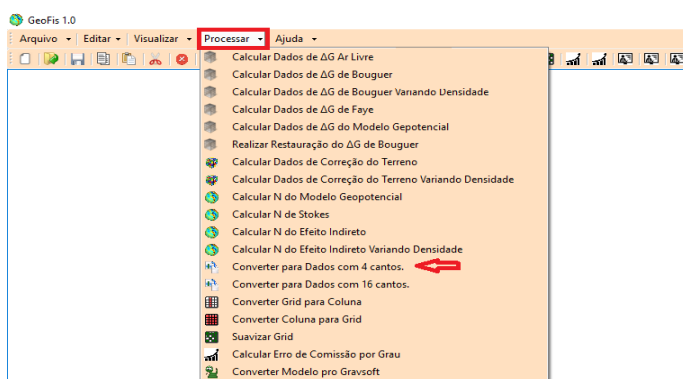 GeoFis 1.0
Arquivo Editar Visualizar Processar Ajuda
Calcular Dados de ΔG Ar Livre
Calcular Dados de ΔG de Bouguer
Calcular Dados de ΔG de Bouguer Variando Densidade
Calcular Dados de ΔG de Faye
Calcular Dados de ΔG do Modelo Gepotencial
Realizar Restauração do ΔG de Bouguer
Calcular Dados de Correção do Terreno
Calcular Dados de Correção do Terreno Variando Densidade
Calcular N do Modelo Geopotencial
Calcular N de Stokes
Calcular N do Efeito Indireto
Calcular N do Efeito Indireto Variando Densidade
Converter para Dados com 4 cantos.
Converter para Dados com 16 cantos.
Converter Grid para Coluna
Converter Coluna para Grid
Suavizar Grid
Calcular Erro de Comissão por Grau
Converter Modelo pro Gravsoft